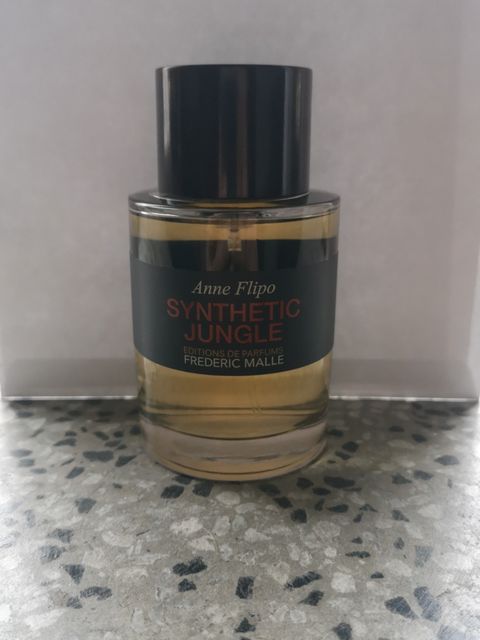 Anne Flipo
SYNTHETIC
JUNGLE
EDITIONS DE PARFUMS
FREDERIC MALLE